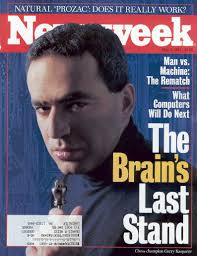 NATURAL 'PROZAC': DOES IT REALLY WORK?
Newsweek
Man vs.
Machine:
The Rematch
What
Computers
Will Do Next
The
Brain's
Last
Stand
Chess champion Garry Kasparov